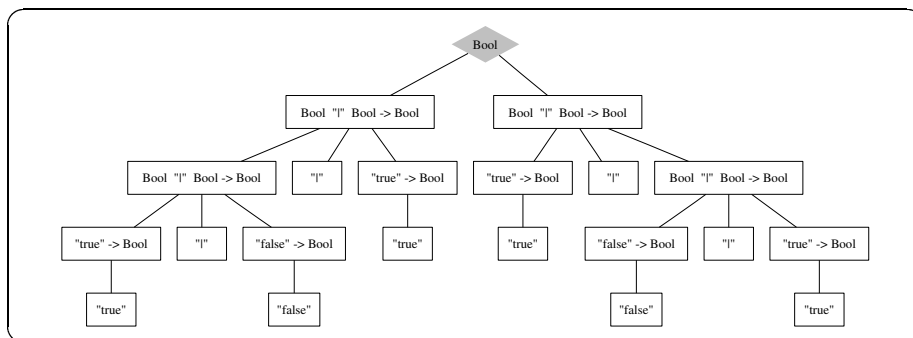 Bool
Bool "|" Bool -> Bool Bool "|" Bool -> Bool
Bool "|" Bool -> Bool "|" "true" -> Bool "true" -> Bool "|" Bool "|" Bool -> Bool
"true" -> Bool "|" "false" -> Bool "true" "true" "false" -> Bool "|" "true" -> Bool
"true" "false" "false" "true"